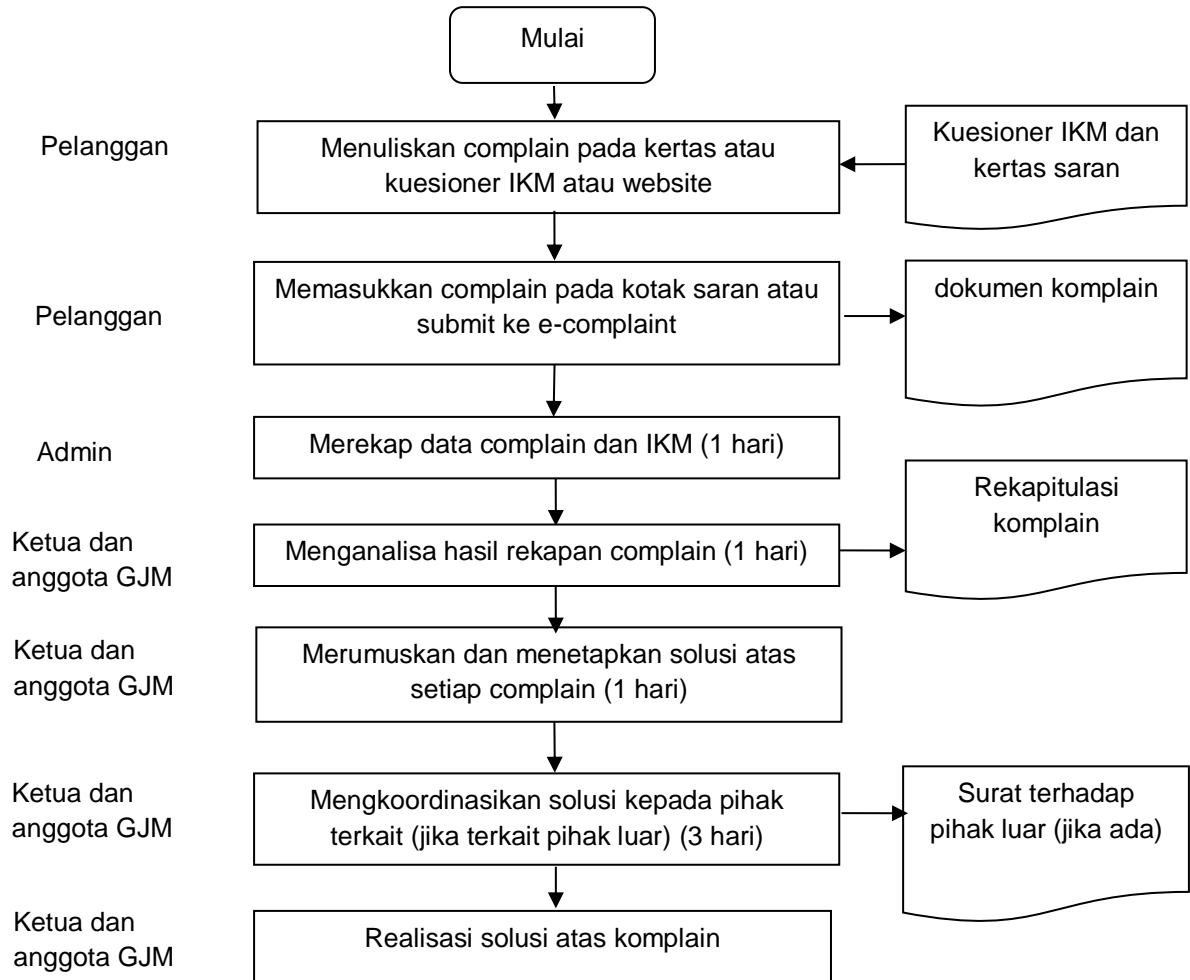 Mulai
Pelanggan
Menuliskan complain pada kertas atau
kuesioner IKM atau website
Kuesioner IKM dan
kertas saran
Pelanggan
Memasukkan complain pada kotak saran atau
submit ke e-complaint
dokumen komplain
Admin
Merekap data complain dan IKM (1 hari)
Rekapitulasi
komplain
Ketua dan
anggota GJM
Menganalisa hasil rekapan complain (1 hari)
Ketua dan
anggota GJM
Merumuskan dan menetapkan solusi atas
setiap complain (1 hari)
Ketua dan
anggota GJM
Mengkoordinasikan solusi kepada pihak
terkait (jika terkait pihak luar) (3 hari)
Surat terhadap
pihak luar (jika ada)
Ketua dan
anggota GJM
Realisasi solusi atas komplain